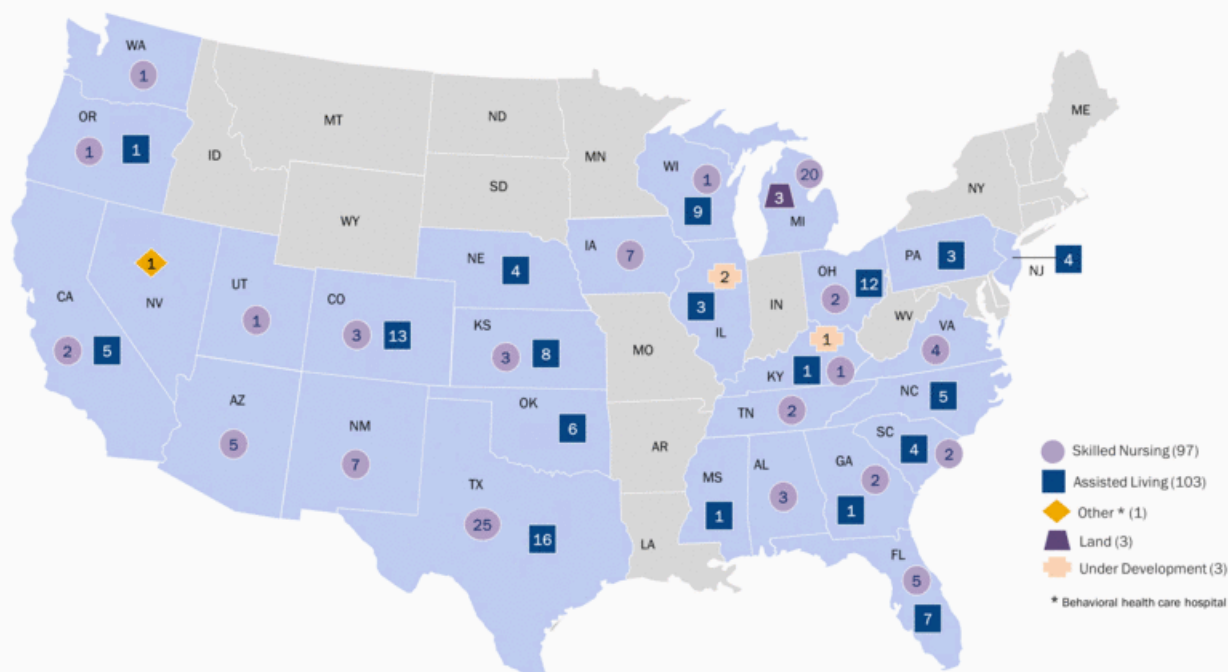 WA
1
OR
1
1
ID
MT
ND
MN
SD
WY
WI
1
9
20
3
MI
ME
NY
NE
4
IA
7
2
3
IL
IN
OH
2
12
PA
3
NJ
4
1
NV
CA
2
5
UT
1
CO
3
13
KS
3
8
MO
1
KY
1
1
WV
VA
4
AZ
5
NM
7
OK
6
AR
TN
2
NC
5
SC
4
2
TX
25
16
LA
MS
1
AL
3
GA
2
1
FL
5
7
Skilled Nursing (97)
Assisted Living (103)
Other * (1)
Land (3)
Under Development (3)
* Behavioral health care hospital